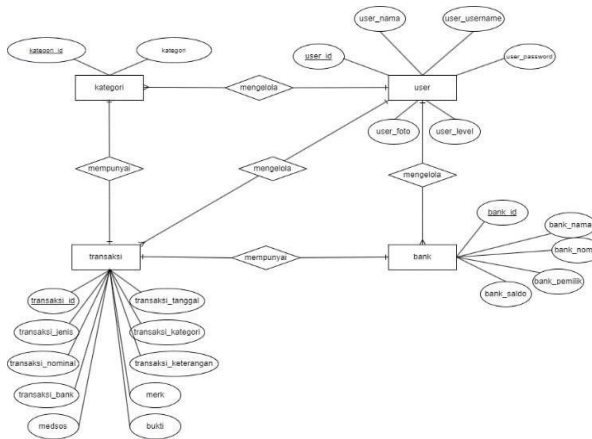 user_nama
user_username
kategori_id
kategori
user_id
user_password
kategori
mengelola
user
user_foto
user_level
mengelola
mempunyai
mengelola
bank_id
bank_nama
transaksi
mempunyai
bank
bank_nom
bank_pemilik
bank_saldo
transaksi_id
transaksi_tanggal
transaksi_jenis
transaksi_kategori
transaksi_nominal
transaksi_keterangan
transaksi_bank
merk
medsos
bukti